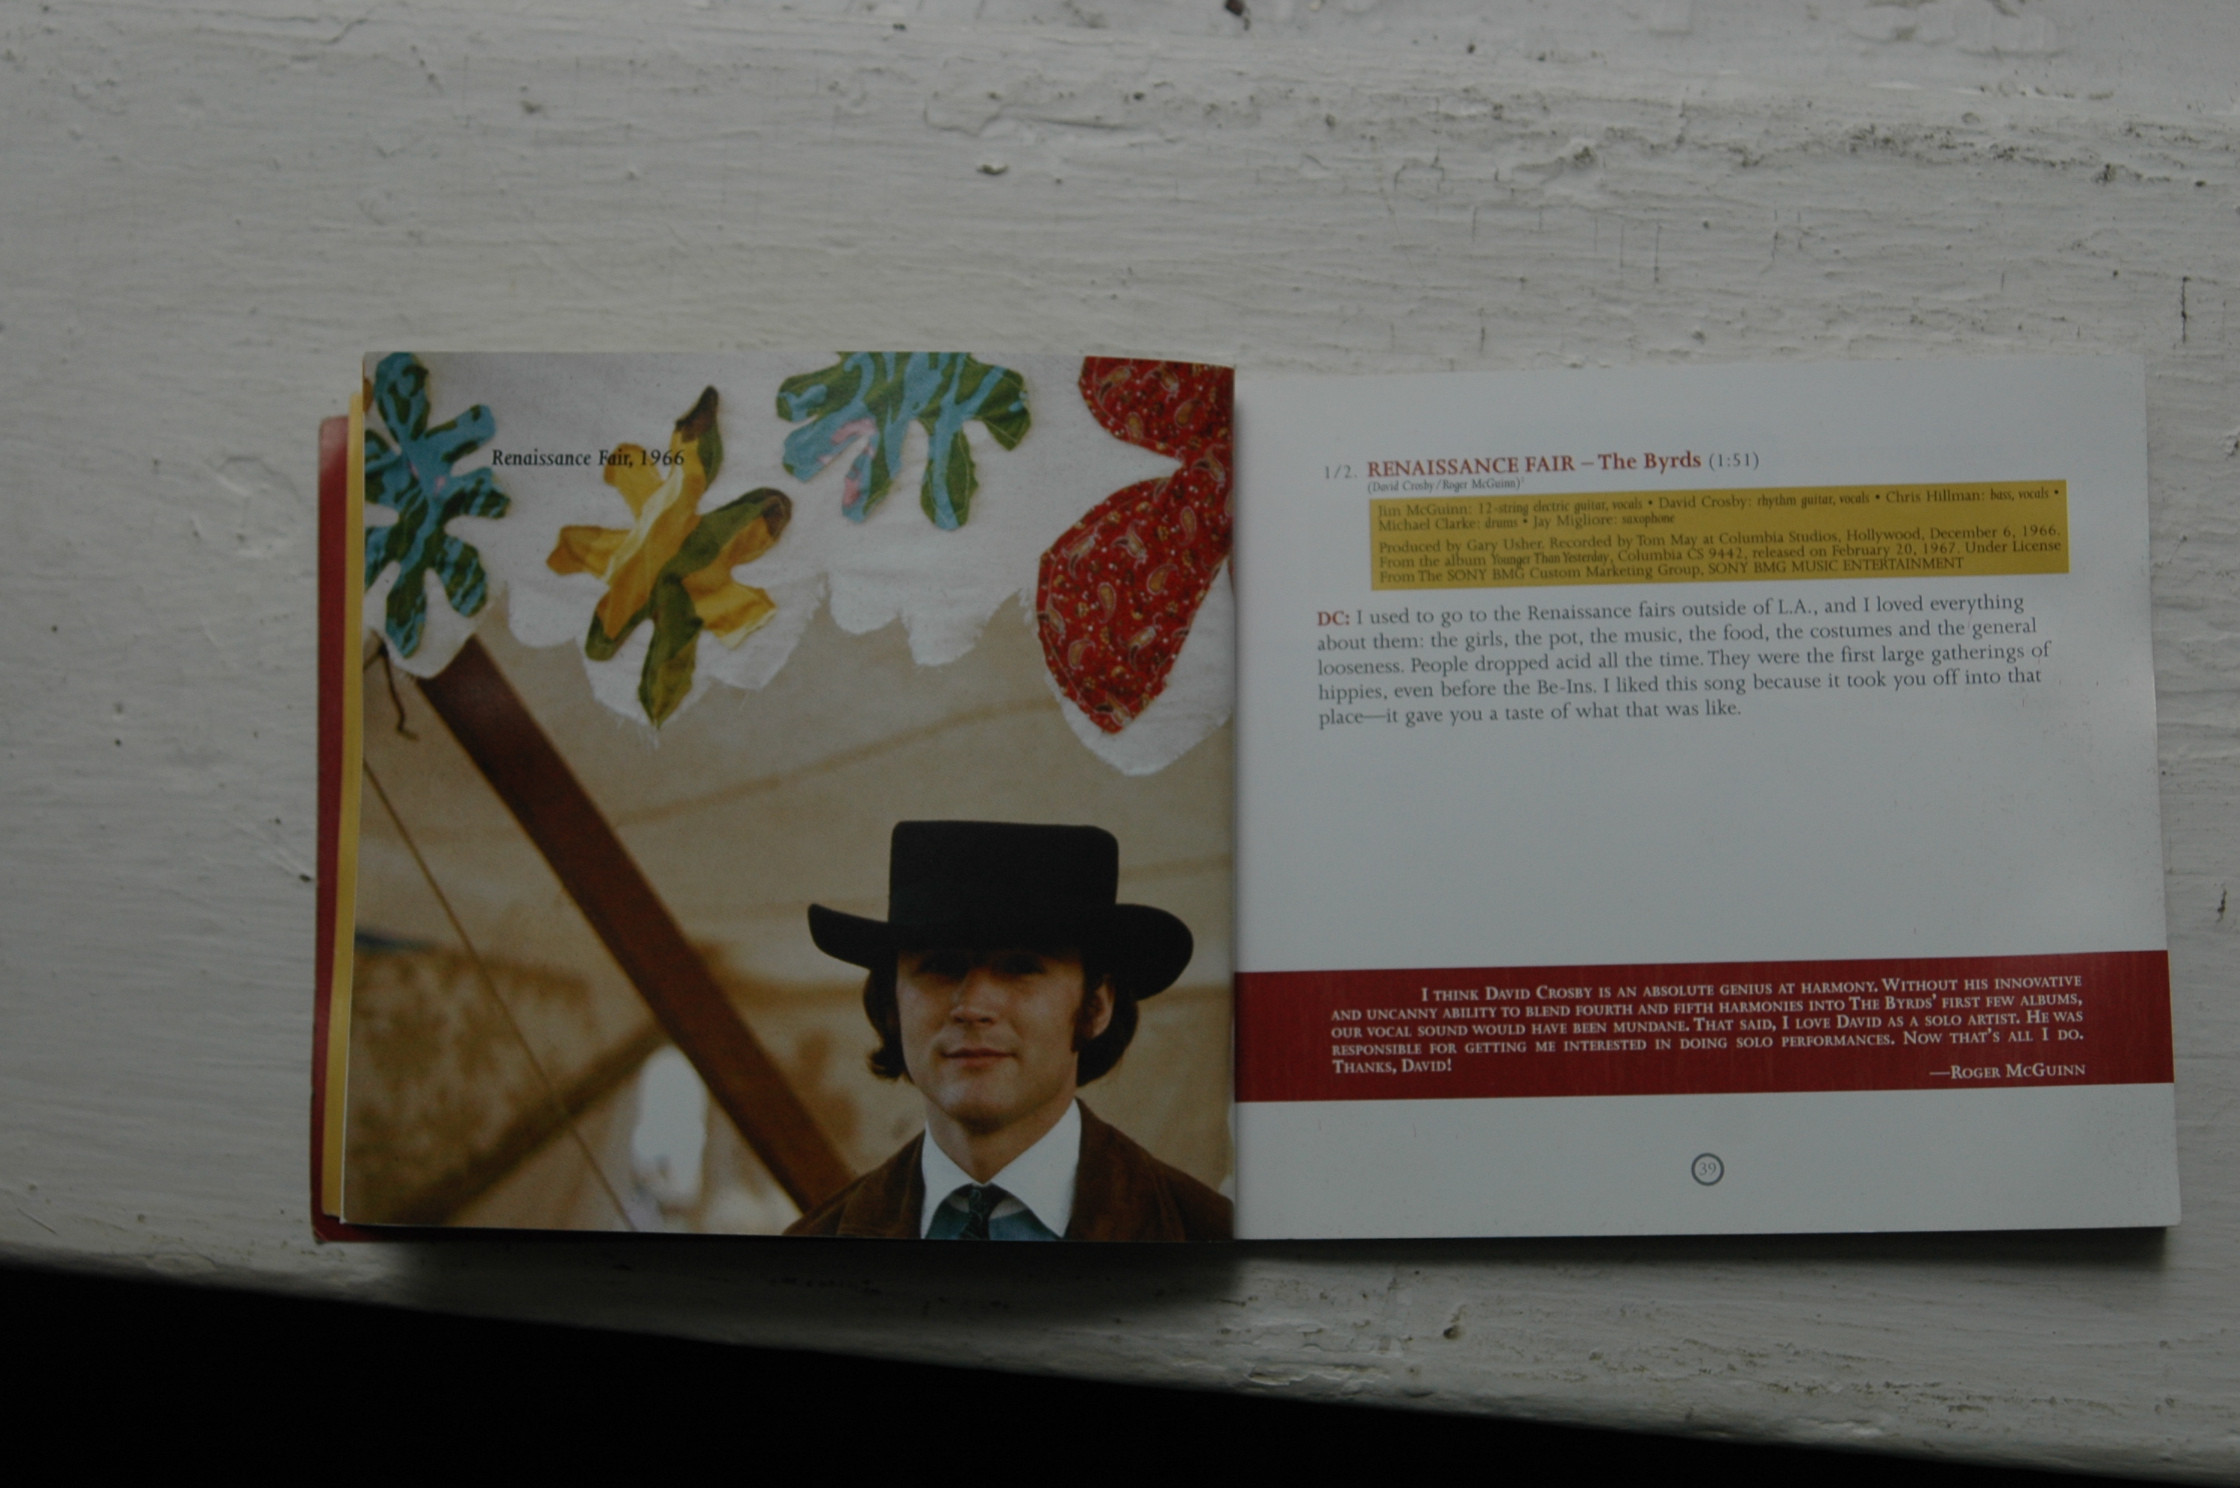 Renaissance Fair, 1966
1/2. RENAISSANCE FAIR – The Byrds (1:51)
(David Crosby/Roger McGuinn)
Jim McGuinn: 12-string electric guitar, vocals • David Crosby: rhythm guitar, vocals • Chris Hillman: bass, vocals •
Michael Clarke: drums • Jay Migliore: saxophone
Produced by Gary Usher. Recorded by Tom May at Columbia Studios, Hollywood, December 6, 1966.
From the album Younger Than Yesterday, Columbia CS 9442, released on February 20, 1967. Under License
From The SONY BMG Custom Marketing Group, SONY BMG MUSIC ENTERTAINMENT
DC: I used to go to the Renaissance fairs outside of L.A., and I loved everything
about them: the girls, the pot, the music, the food, the costumes and the general
looseness. People dropped acid all the time. They were the first large gatherings of
hippies, even before the Be-Ins. I liked this song because it took you off into that
place—it gave you a taste of what that was like.
I THINK DAVID CROSBY IS AN ABSOLUTE GENIUS AT HARMONY. WITHOUT HIS INNOVATIVE
AND UNCANNY ABILITY TO BLEND FOURTH AND FIFTH HARMONIES INTO THE BYRDS' FIRST FEW ALBUMS,
OUR VOCAL SOUND WOULD HAVE BEEN MUNDANE. THAT SAID, I LOVE DAVID AS A SOLO ARTIST. HE WAS
RESPONSIBLE FOR GETTING ME INTERESTED IN DOING SOLO PERFORMANCES. NOW THAT'S ALL I DO.
THANKS, DAVID!
—ROGER MCGUINN
39